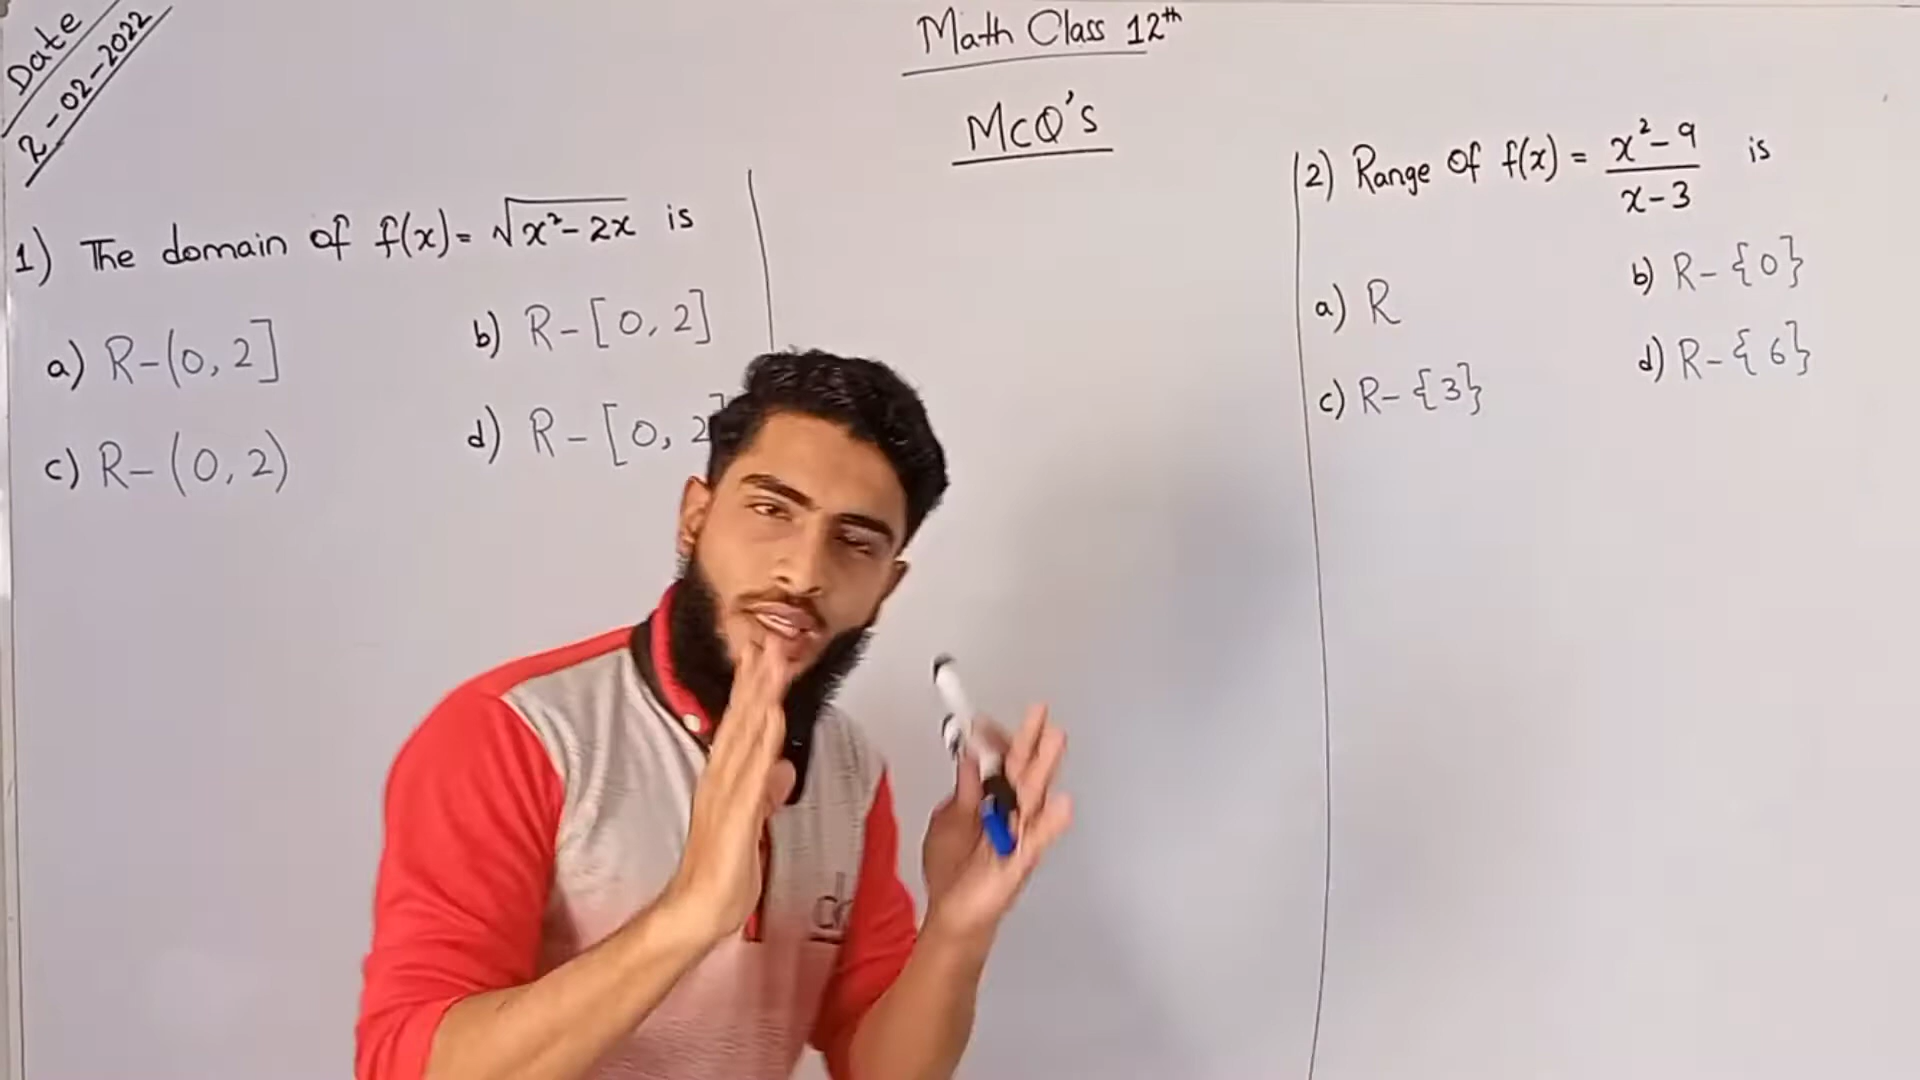 Date
2-02-2022
Math Class 12th
McQ's
1) The domain of f(x)= √x²-2x is
a) R-(0, 2]
b) R-[0, 2]
c) R-(0, 2)
d) R-[0, 2
2) Range of f(x) = x²-9 / x-3 is
a) R
b) R-{0}
c) R-{3}
d) R-{6}